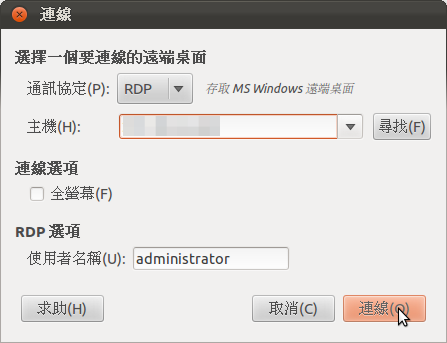 連線
選擇一個要連線的遠端桌面
通訊協定(P): RDP 存取 MS Windows 遠端桌面
主機(H): 尋找(F)
連線選項
全螢幕(F)
RDP 選項
使用者名稱(U): administrator
求助(H) 取消(C) 連線(O)